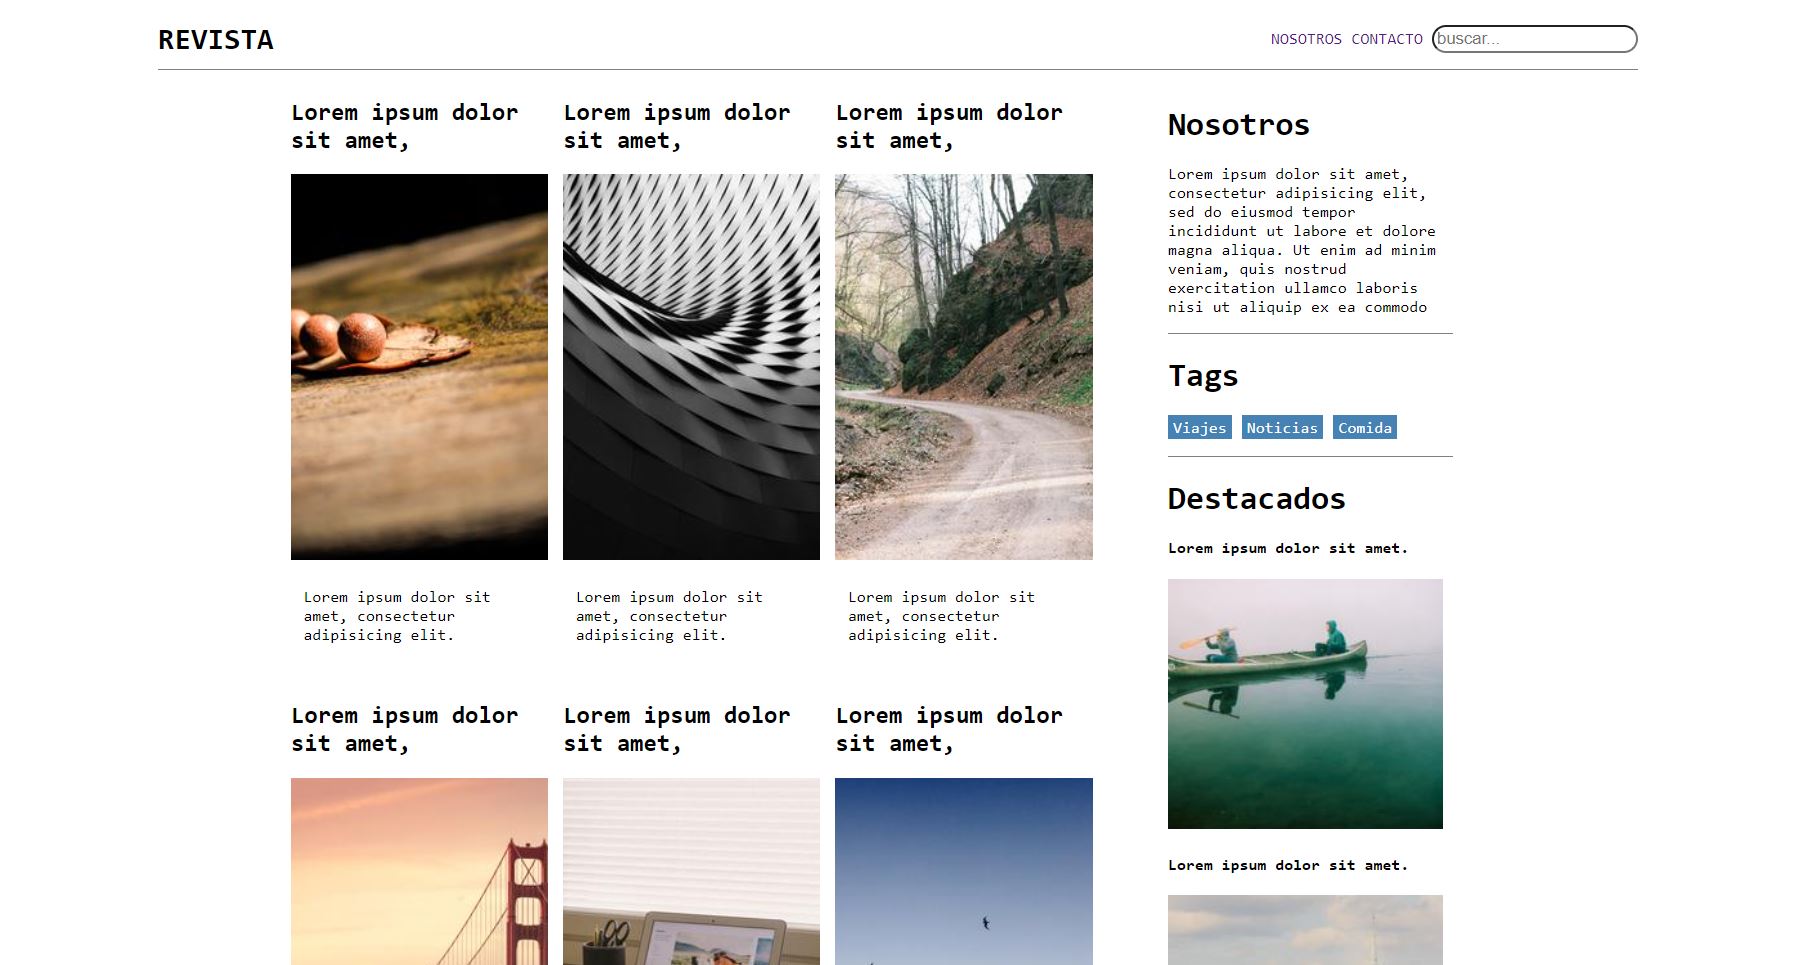 REVISTA
NOSOTROS CONTACTO buscar...
Lorem ipsum dolor
sit amet,
Lorem ipsum dolor
sit amet,
Lorem ipsum dolor
sit amet,
Lorem ipsum dolor sit
amet, consectetur
adipisicing elit.
Lorem ipsum dolor sit
amet, consectetur
adipisicing elit.
Lorem ipsum dolor sit
amet, consectetur
adipisicing elit.
Lorem ipsum dolor
sit amet,
Lorem ipsum dolor
sit amet,
Lorem ipsum dolor
sit amet,
Nosotros
Lorem ipsum dolor sit amet,
consectetur adipisicing elit,
sed do eiusmod tempor
incididunt ut labore et dolore
magna aliqua. Ut enim ad minim
veniam, quis nostrud
exercitation ullamco laboris
nisi ut aliquip ex ea commodo
Tags
Viajes Noticias Comida
Destacados
Lorem ipsum dolor sit amet.
Lorem ipsum dolor sit amet.